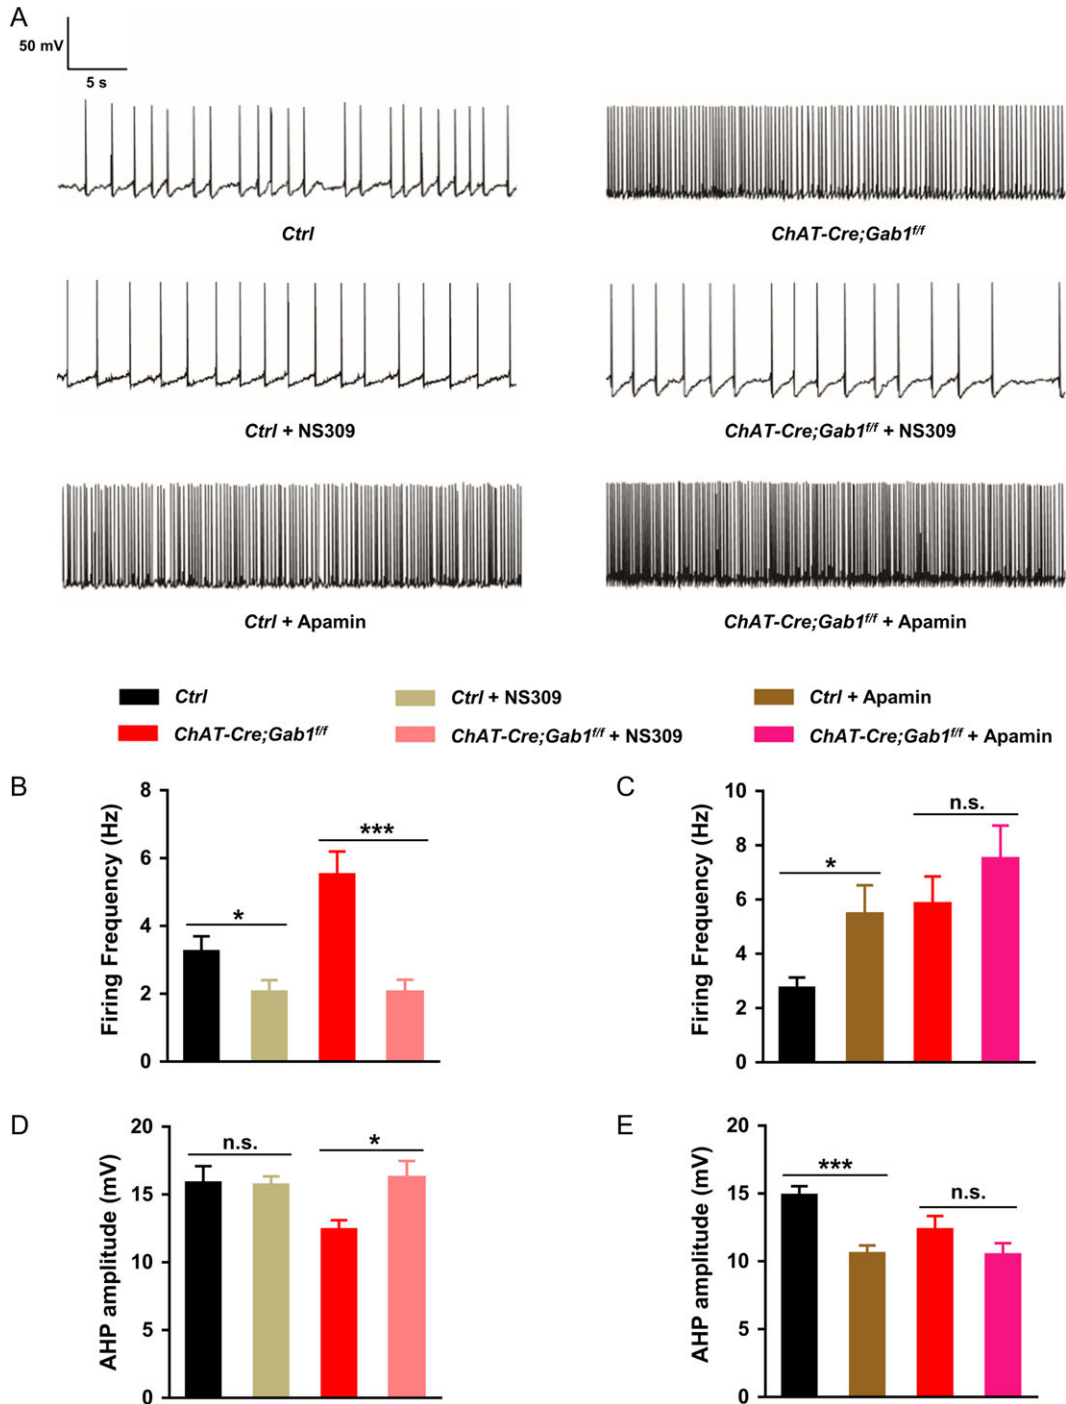 A
50 mV
5 s
Ctrl
ChAT-Cre;Gab1f/f
Ctrl + NS309
ChAT-Cre;Gab1f/f + NS309
Ctrl + Apamin
ChAT-Cre;Gab1f/f + Apamin
Ctrl
Ctrl + NS309
Ctrl + Apamin
ChAT-Cre;Gab1f/f
ChAT-Cre;Gab1f/f + NS309
ChAT-Cre;Gab1f/f + Apamin
B
Firing Frequency (Hz)
8
6
4
2
0
*
***
C
Firing Frequency (Hz)
10
8
6
4
2
0
*
n.s.
D
AHP amplitude (mV)
20
15
10
5
0
n.s.
*
E
AHP amplitude (mV)
20
15
10
5
0
***
n.s.